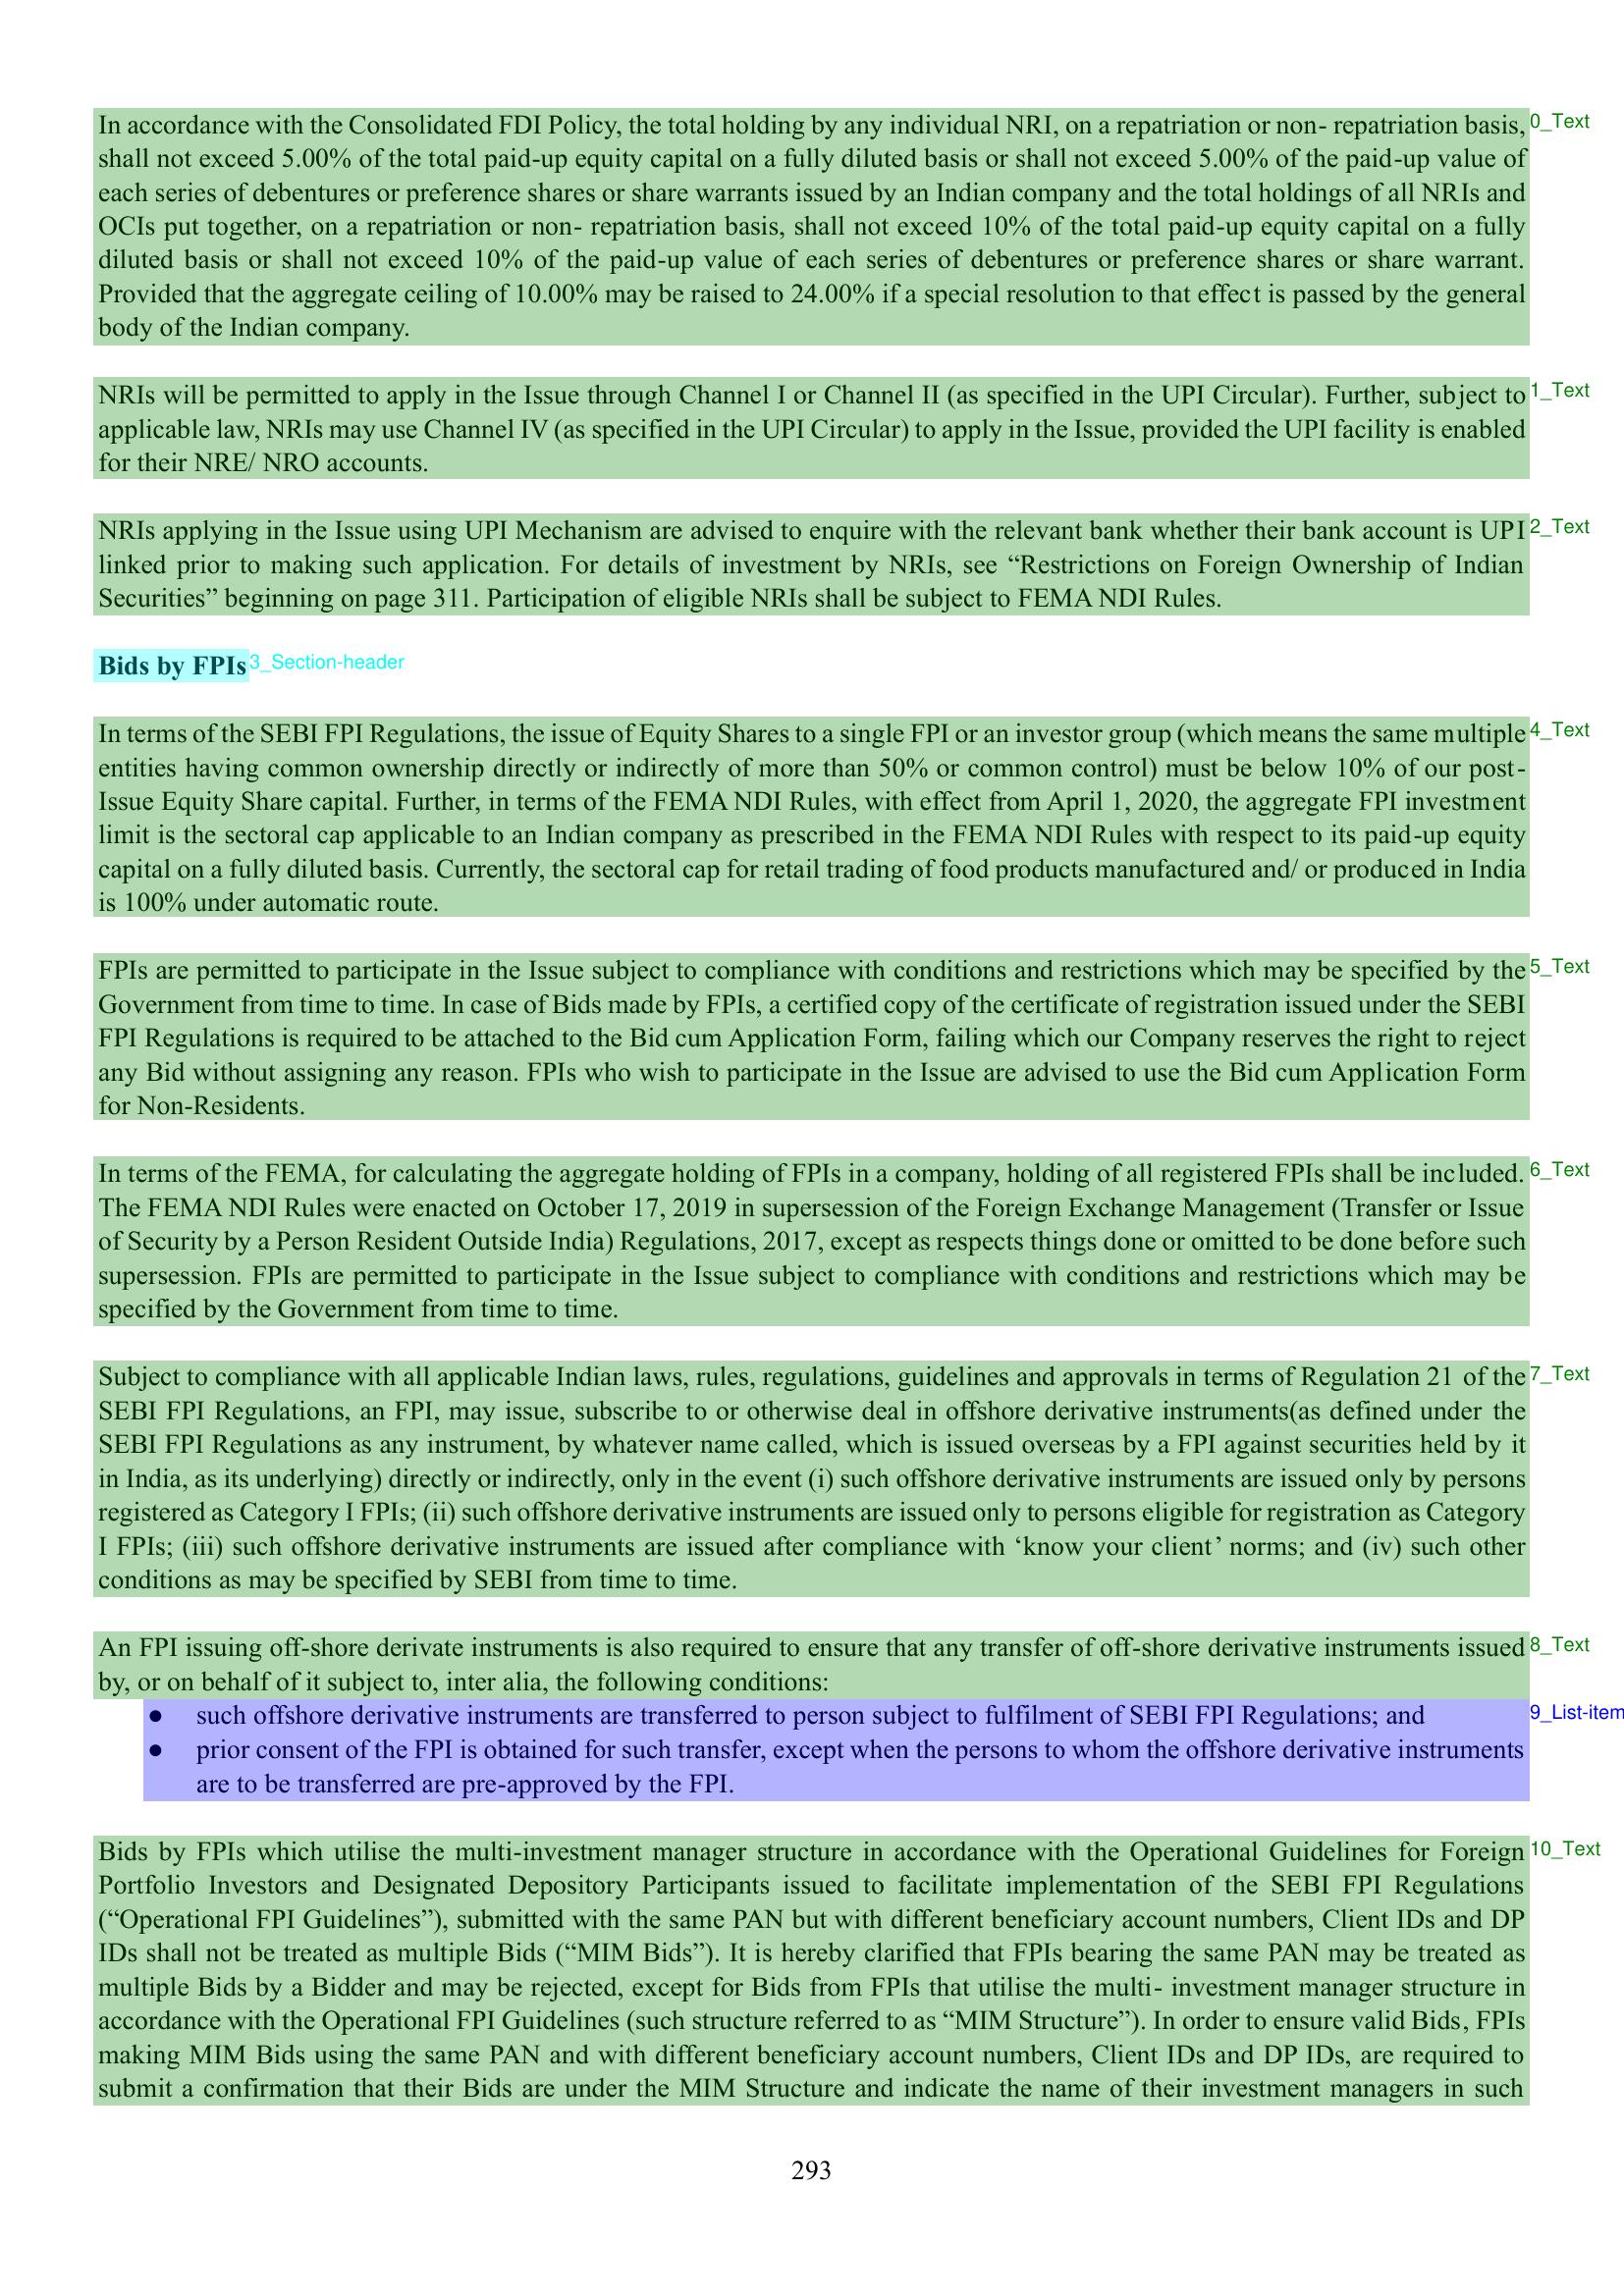 In accordance with the Consolidated FDI Policy, the total holding by any individual NRI, on a repatriation or non- repatriation basis, 0_Text
shall not exceed 5.00% of the total paid-up equity capital on a fully diluted basis or shall not exceed 5.00% of the paid-up value of
each series of debentures or preference shares or share warrants issued by an Indian company and the total holdings of all NRIs and
OCIs put together, on a repatriation or non- repatriation basis, shall not exceed 10% of the total paid-up equity capital on a fully
diluted basis or shall not exceed 10% of the paid-up value of each series of debentures or preference shares or share warrant.
Provided that the aggregate ceiling of 10.00% may be raised to 24.00% if a special resolution to that effect is passed by the general
body of the Indian company.
NRIs will be permitted to apply in the Issue through Channel I or Channel II (as specified in the UPI Circular). Further, subject to 1_Text
applicable law, NRIs may use Channel IV (as specified in the UPI Circular) to apply in the Issue, provided the UPI facility is enabled
for their NRE/ NRO accounts.
NRIs applying in the Issue using UPI Mechanism are advised to enquire with the relevant bank whether their bank account is UPI 2_Text
linked prior to making such application. For details of investment by NRIs, see “Restrictions on Foreign Ownership of Indian
Securities” beginning on page 311. Participation of eligible NRIs shall be subject to FEMA NDI Rules.
Bids by FPIs 3_Section-header
In terms of the SEBI FPI Regulations, the issue of Equity Shares to a single FPI or an investor group (which means the same multiple 4_Text
entities having common ownership directly or indirectly of more than 50% or common control) must be below 10% of our post-
Issue Equity Share capital. Further, in terms of the FEMA NDI Rules, with effect from April 1, 2020, the aggregate FPI investment
limit is the sectoral cap applicable to an Indian company as prescribed in the FEMA NDI Rules with respect to its paid-up equity
capital on a fully diluted basis. Currently, the sectoral cap for retail trading of food products manufactured and/ or produced in India
is 100% under automatic route.
FPIs are permitted to participate in the Issue subject to compliance with conditions and restrictions which may be specified by the 5_Text
Government from time to time. In case of Bids made by FPIs, a certified copy of the certificate of registration issued under the SEBI
FPI Regulations is required to be attached to the Bid cum Application Form, failing which our Company reserves the right to reject
any Bid without assigning any reason. FPIs who wish to participate in the Issue are advised to use the Bid cum Application Form
for Non-Residents.
In terms of the FEMA, for calculating the aggregate holding of FPIs in a company, holding of all registered FPIs shall be included. 6_Text
The FEMA NDI Rules were enacted on October 17, 2019 in supersession of the Foreign Exchange Management (Transfer or Issue
of Security by a Person Resident Outside India) Regulations, 2017, except as respects things done or omitted to be done before such
supersession. FPIs are permitted to participate in the Issue subject to compliance with conditions and restrictions which may be
specified by the Government from time to time.
Subject to compliance with all applicable Indian laws, rules, regulations, guidelines and approvals in terms of Regulation 21 of the 7_Text
SEBI FPI Regulations, an FPI, may issue, subscribe to or otherwise deal in offshore derivative instruments(as defined under the
SEBI FPI Regulations as any instrument, by whatever name called, which is issued overseas by a FPI against securities held by it
in India, as its underlying) directly or indirectly, only in the event (i) such offshore derivative instruments are issued only by persons
registered as Category I FPIs; (ii) such offshore derivative instruments are issued only to persons eligible for registration as Category
I FPIs; (iii) such offshore derivative instruments are issued after compliance with ‘know your client’ norms; and (iv) such other
conditions as may be specified by SEBI from time to time.
An FPI issuing off-shore derivate instruments is also required to ensure that any transfer of off-shore derivative instruments issued 8_Text
by, or on behalf of it subject to, inter alia, the following conditions:
● such offshore derivative instruments are transferred to person subject to fulfilment of SEBI FPI Regulations; and 9_List-item
● prior consent of the FPI is obtained for such transfer, except when the persons to whom the offshore derivative instruments
are to be transferred are pre-approved by the FPI.
Bids by FPIs which utilise the multi-investment manager structure in accordance with the Operational Guidelines for Foreign 10_Text
Portfolio Investors and Designated Depository Participants issued to facilitate implementation of the SEBI FPI Regulations
(“Operational FPI Guidelines”), submitted with the same PAN but with different beneficiary account numbers, Client IDs and DP
IDs shall not be treated as multiple Bids (“MIM Bids”). It is hereby clarified that FPIs bearing the same PAN may be treated as
multiple Bids by a Bidder and may be rejected, except for Bids from FPIs that utilise the multi- investment manager structure in
accordance with the Operational FPI Guidelines (such structure referred to as “MIM Structure”). In order to ensure valid Bids, FPIs
making MIM Bids using the same PAN and with different beneficiary account numbers, Client IDs and DP IDs, are required to
submit a confirmation that their Bids are under the MIM Structure and indicate the name of their investment managers in such
293